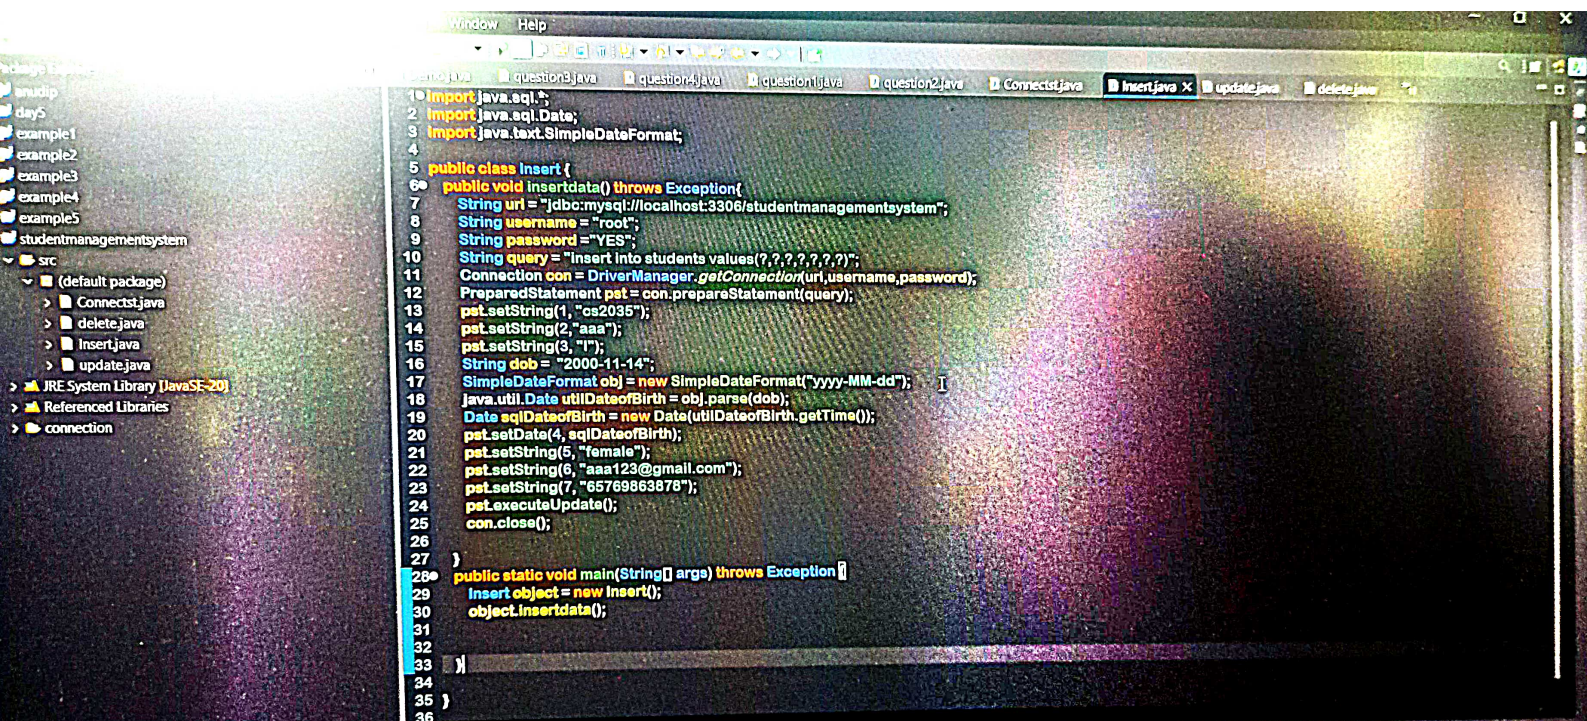 Window Help
question3.java question4.java question1.java question2.java Connectst.java Insert.java × update.java delete.java
anudip
day5
example1
example2
example3
example4
example5
studentmanagementsystem
src
(default package)
Connectst.java
delete.java
Insert.java
update.java
JRE System Library [JavaSE-20]
Referenced Libraries
connection
1 import java.sql.*;
2 import java.sql.Date;
3 import java.text.SimpleDateFormat;
4
5 public class Insert {
6 public void insertdata() throws Exception{
7 String url = "jdbc:mysql://localhost:3306/studentmanagementsystem";
8 String username = "root";
9 String password ="YES";
10 String query = "insert into students values(?,?,?,?,?,?,?)";
11 Connection con = DriverManager.getConnection(url,username,password);
12 PreparedStatement pst = con.prepareStatement(query);
13 pst.setString(1, "cs2035");
14 pst.setString(2,"aaa");
15 pst.setString(3, "l");
16 String dob = "2000-11-14";
17 SimpleDateFormat obj = new SimpleDateFormat("yyyy-MM-dd");
18 java.util.Date utilDateofBirth = obj.parse(dob);
19 Date sqlDateofBirth = new Date(utilDateofBirth.getTime());
20 pst.setDate(4, sqlDateofBirth);
21 pst.setString(5, "female");
22 pst.setString(6, "aaa123@gmail.com");
23 pst.setString(7, "65769863878");
24 pst.executeUpdate();
25 con.close();
26
27 }
28 public static void main(String[] args) throws Exception {
29 Insert object = new Insert();
30 object.insertdata();
31
32
33 }
34
35 }
36